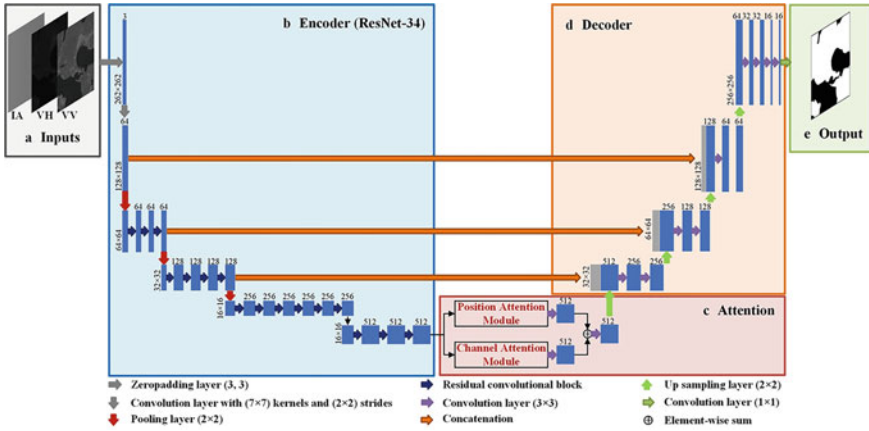 IA
VH
VV
a Inputs
b Encoder (ResNet-34)
1
262×262
64
128×128
64 64 64 64
64×64
128 128 128 128
32×32
256 256 256 256 256
16×16
512 512 512
16×16
c Attention
Position Attention
Module
Channel Attention
Module
512
512
512
d Decoder
512 256 256
32×32
256 128 128
64×64
128 64 64
128×128
64 32 32 16 16
256×256
e Output
Zeropadding layer (3, 3)
Convolution layer with (7×7) kernels and (2×2) strides
Pooling layer (2×2)
Residual convolutional block
Convolution layer (3×3)
Concatenation
Up sampling layer (2×2)
Convolution layer (1×1)
Element-wise sum